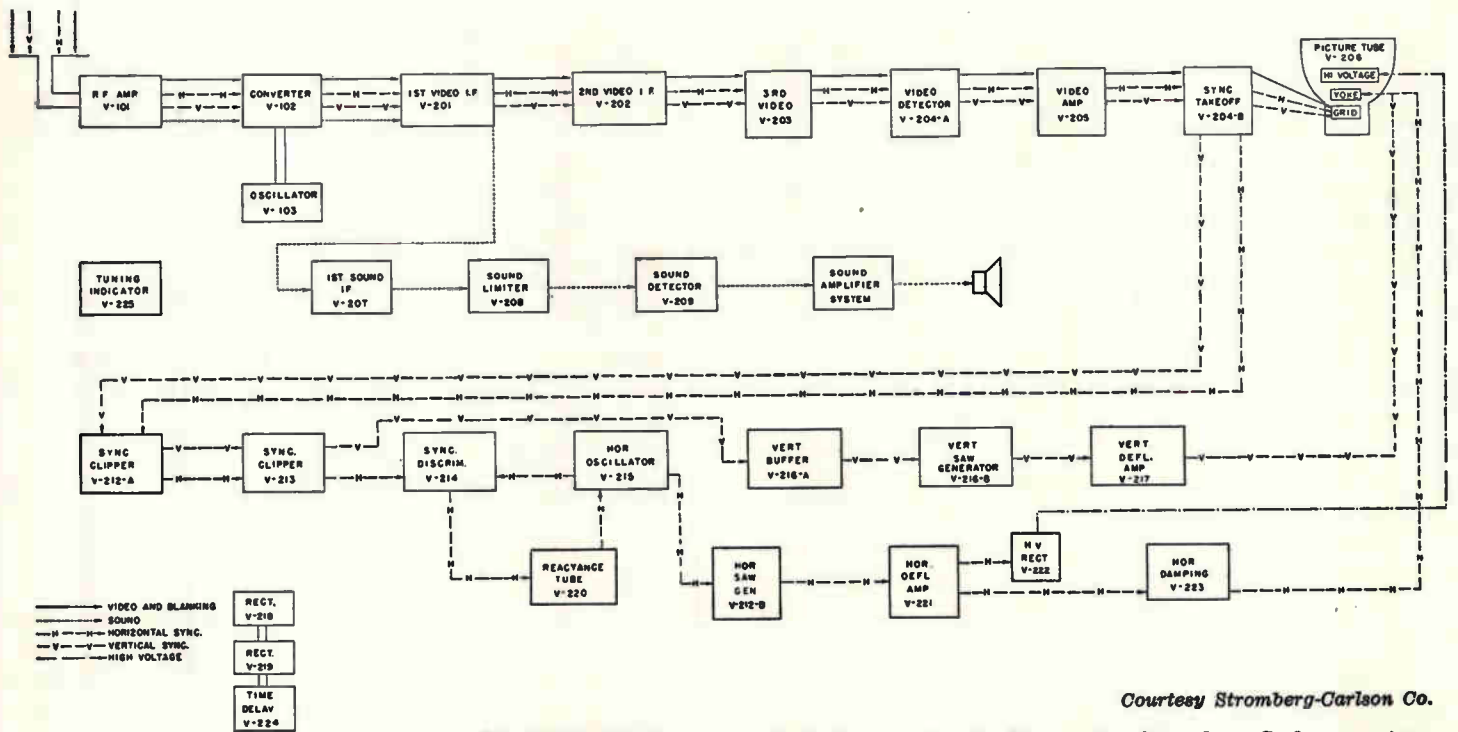 R F AMP.
V-101
CONVERTER
V-102
1ST VIDEO I.F.
V-201
2ND VIDEO I F
V-202
3RD
VIDEO
V-203
VIDEO
DETECTOR
V-204-A
VIDEO
AMP
V-205
SYNC
TAKEOFF
V-204-B
PICTURE TUBE
V-206
HI VOLTAGE
YOKE
GRID
OSCILLATOR
V-103
TUNING
INDICATOR
V-225
1ST SOUND
IF
V-207
SOUND
LIMITER
V-208
SOUND
DETECTOR
V-209
SOUND
AMPLIFIER
SYSTEM
SYNC
CLIPPER
V-212-A
SYNC.
CLIPPER
V-213
SYNC.
DISCRIM.
V-214
HOR
OSCILLATOR
V-215
VERT
BUFFER
V-216-A
VERT
SAW
GENERATOR
V-216-B
VERT
DEFL.
AMP
V-217
REACTANCE
TUBE
V-220
HOR
SAW
GEN
V-212-B
HOR.
DEFL
AMP
V-221
H V
RECT
V-222
HOR
DAMPING
V-223
VIDEO AND BLANKING
SOUND
HORIZONTAL SYNC.
VERTICAL SYNC.
HIGH VOLTAGE
RECT.
V-218
RECT.
V-219
TIME
DELAY
V-224
Courtesy Stromberg-Carlson Co.